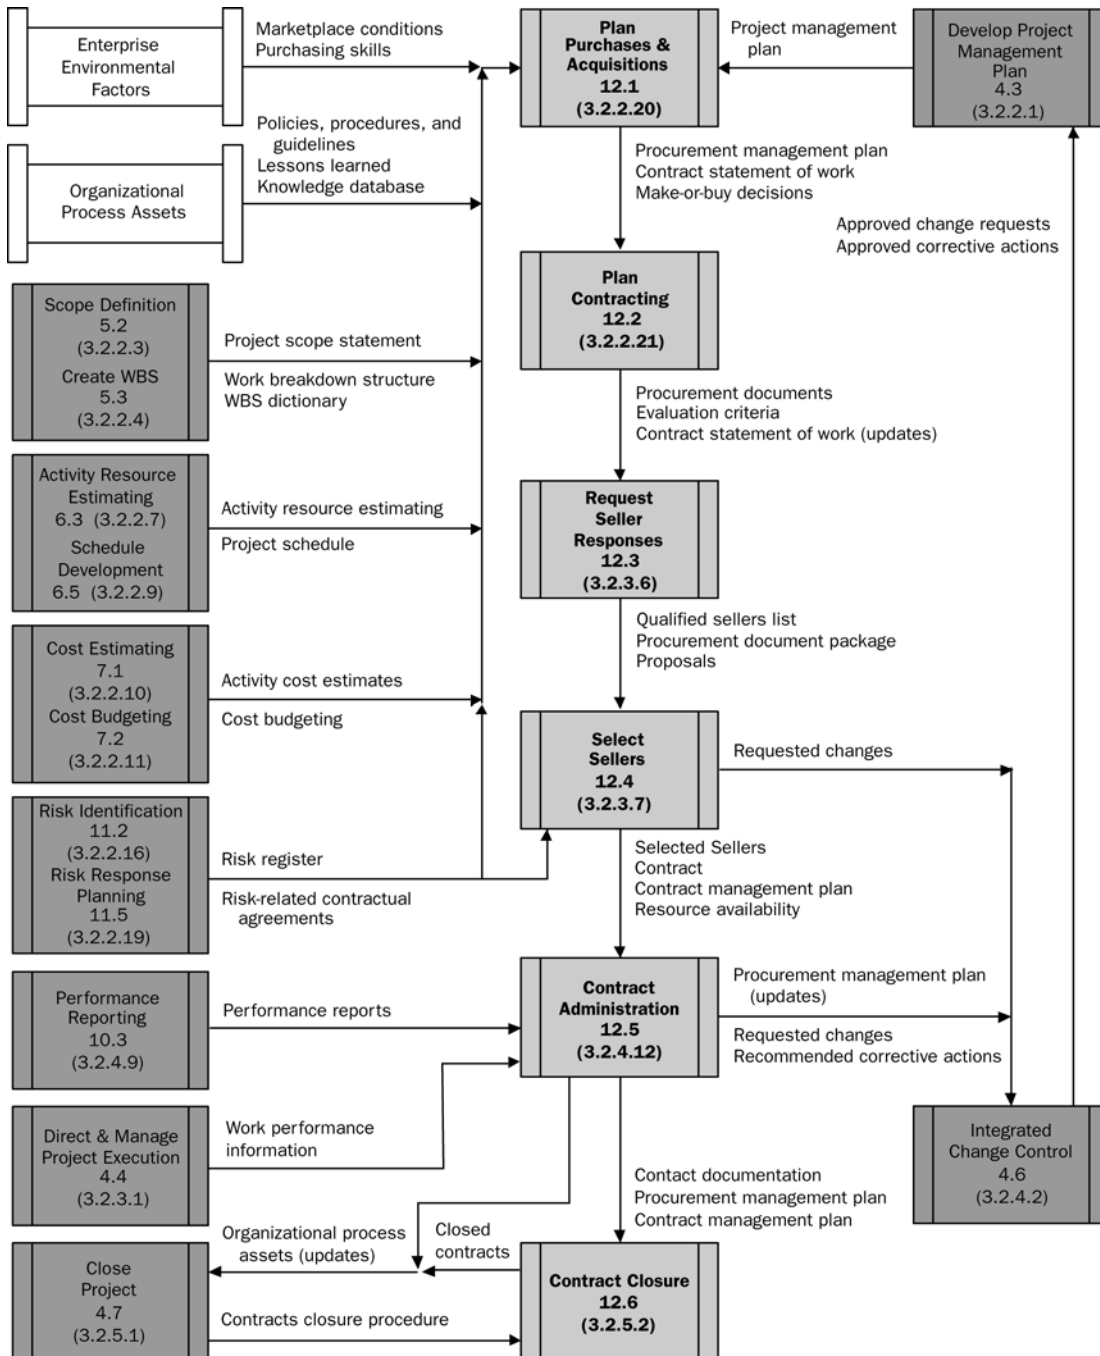 Enterprise
Environmental
Factors
Marketplace conditions
Purchasing skills
Plan
Purchases &
Acquisitions
12.1
(3.2.2.20)
Project management
plan
Develop Project
Management
Plan
4.3
(3.2.2.1)
Organizational
Process Assets
Policies, procedures, and
guidelines
Lessons learned
Knowledge database
Procurement management plan
Contract statement of work
Make-or-buy decisions
Approved change requests
Approved corrective actions
Plan
Contracting
12.2
(3.2.2.21)
Scope Definition
5.2
(3.2.2.3)
Create WBS
5.3
(3.2.2.4)
Project scope statement
Work breakdown structure
WBS dictionary
Procurement documents
Evaluation criteria
Contract statement of work (updates)
Activity Resource
Estimating
6.3 (3.2.2.7)
Schedule
Development
6.5 (3.2.2.9)
Activity resource estimating
Project schedule
Request
Seller
Responses
12.3
(3.2.3.6)
Qualified sellers list
Procurement document package
Proposals
Cost Estimating
7.1
(3.2.2.10)
Cost Budgeting
7.2
(3.2.2.11)
Activity cost estimates
Cost budgeting
Select
Sellers
12.4
(3.2.3.7)
Requested changes
Risk Identification
11.2
(3.2.2.16)
Risk Response
Planning
11.5
(3.2.2.19)
Risk register
Risk-related contractual
agreements
Selected Sellers
Contract
Contract management plan
Resource availability
Performance
Reporting
10.3
(3.2.4.9)
Performance reports
Contract
Administration
12.5
(3.2.4.12)
Procurement management plan
(updates)
Requested changes
Recommended corrective actions
Direct & Manage
Project Execution
4.4
(3.2.3.1)
Work performance
information
Integrated
Change Control
4.6
(3.2.4.2)
Contact documentation
Procurement management plan
Contract management plan
Close
Project
4.7
(3.2.5.1)
Organizational process
assets (updates)
Closed
contracts
Contracts closure procedure
Contract Closure
12.6
(3.2.5.2)